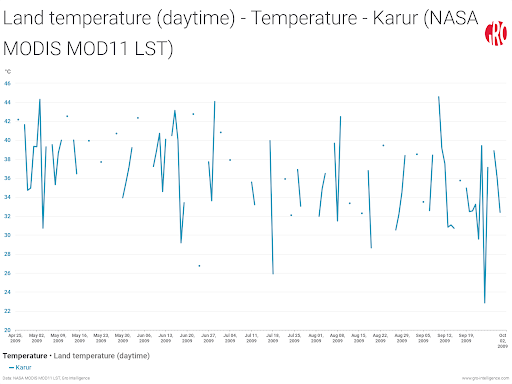 Land temperature (daytime) - Temperature - Karur (NASA
MODIS MOD11 LST)
GRO
°C
46
44
42
40
38
36
34
32
30
28
26
24
22
20
Apr 25, May 02, May 09, May 16, May 23, May 30, Jun 06, Jun 13, Jun 20, Jun 27, Jul 04, Jul 11, Jul 18, Jul 25, Aug 02, Aug 08, Aug 15, Aug 22, Aug 29, Sep 05, Sep 12, Sep 19, Oct
2009 2009 2009 2009 2009 2009 2009 2009 2009 2009 2009 2009 2009 2009 2009 2009 2009 2009 2009 2009 2009 2009 02,
2009
Temperature • Land temperature (daytime)
Karur
Data: NASA MODIS MOD11 LST, Gro Intelligence
www.gro-intelligence.com